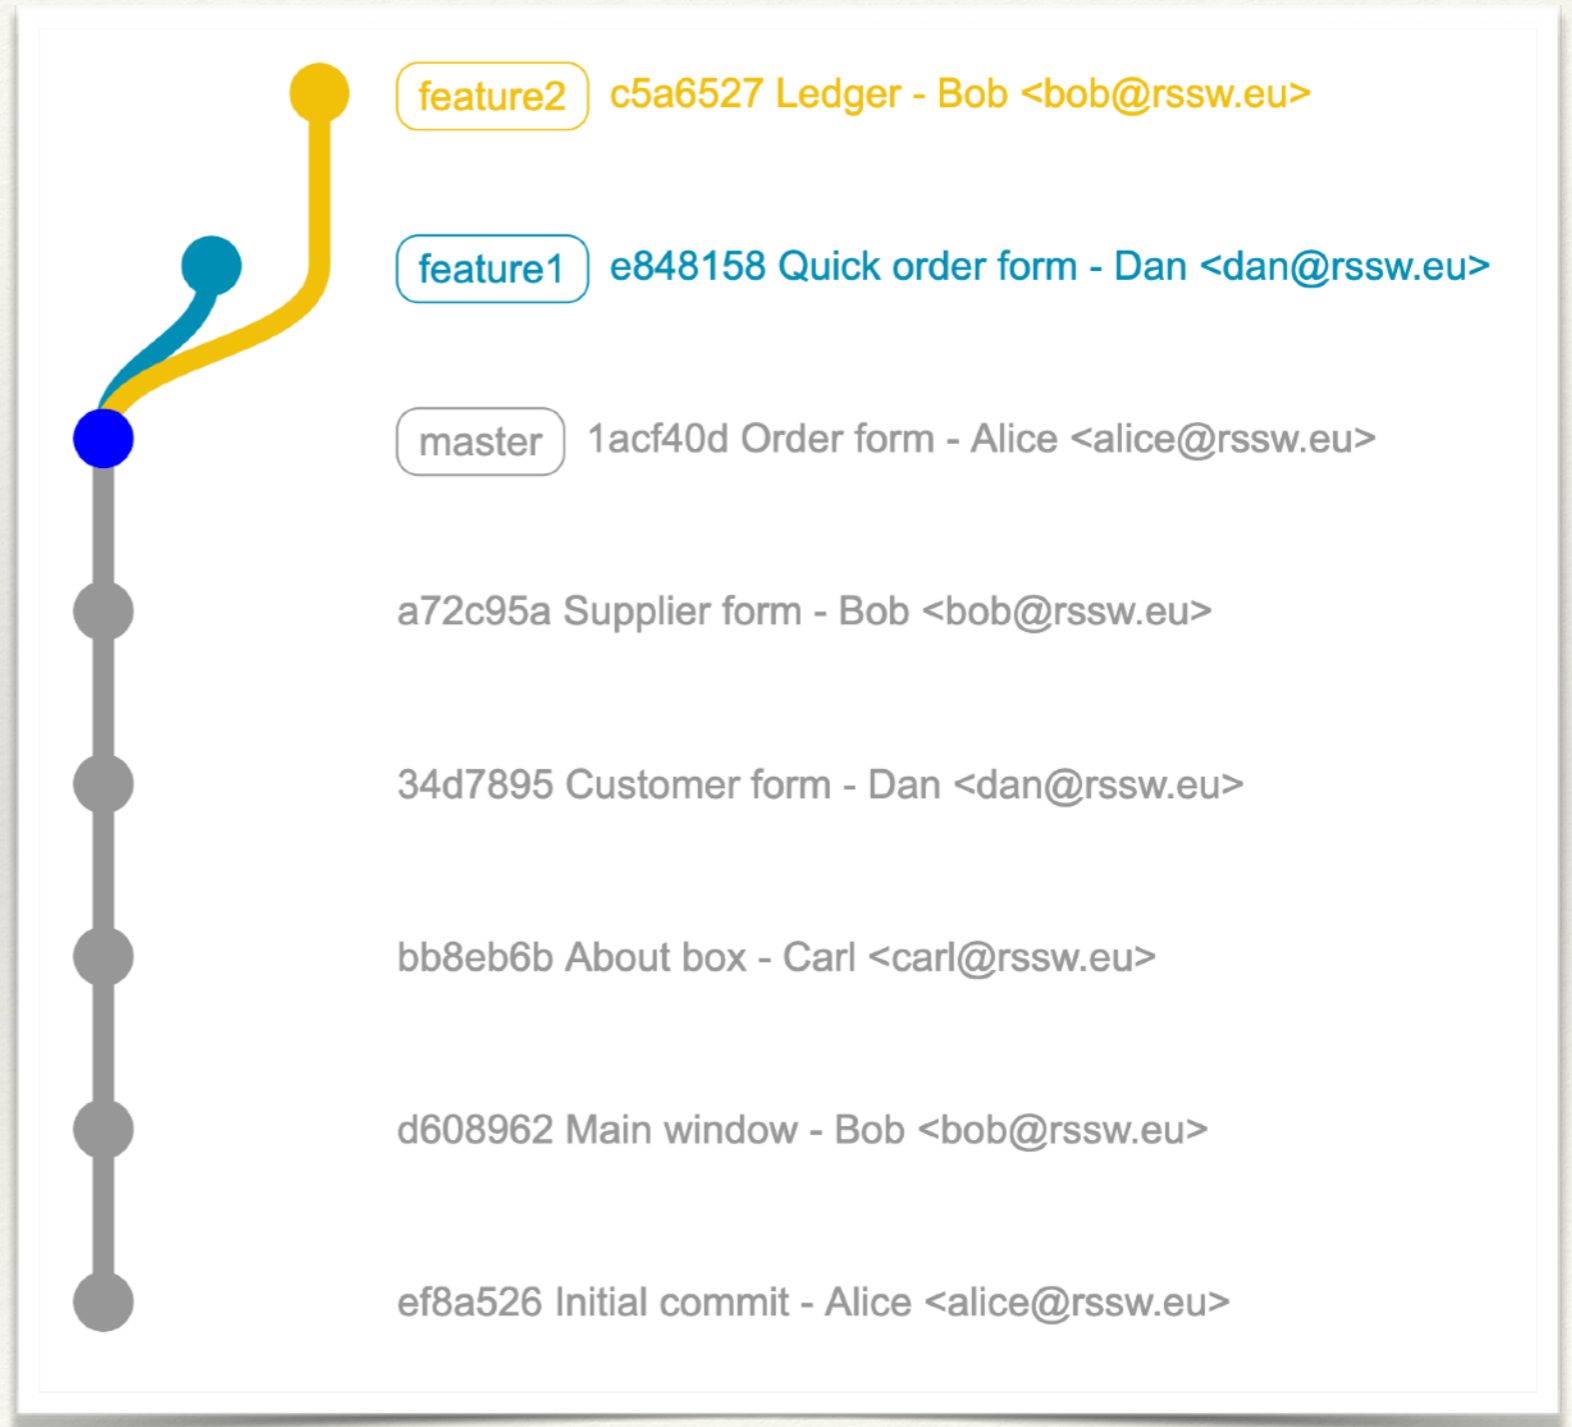 feature2 c5a6527 Ledger - Bob <bob@rssw.eu>
feature1 e848158 Quick order form - Dan <dan@rssw.eu>
master 1acf40d Order form - Alice <alice@rssw.eu>
a72c95a Supplier form - Bob <bob@rssw.eu>
34d7895 Customer form - Dan <dan@rssw.eu>
bb8eb6b About box - Carl <carl@rssw.eu>
d608962 Main window - Bob <bob@rssw.eu>
ef8a526 Initial commit - Alice <alice@rssw.eu>